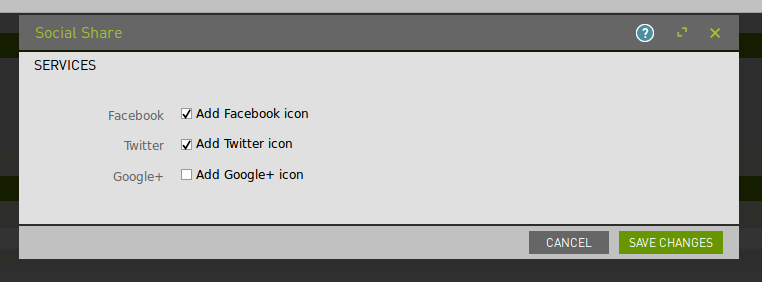 Social Share
?
SERVICES
Facebook Add Facebook icon
Twitter Add Twitter icon
Google+ Add Google+ icon
CANCEL SAVE CHANGES